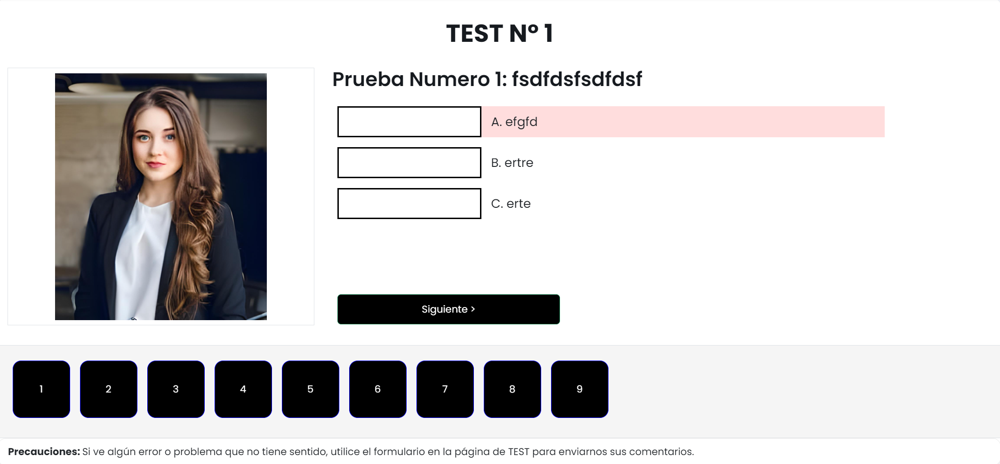 TEST Nº 1
Prueba Numero 1: fsdfdsfsdfdsf
A. efgfd
B. ertre
C. erte
Siguiente >
1 2 3 4 5 6 7 8 9
Precauciones: Si ve algún error o problema que no tiene sentido, utilice el formulario en la página de TEST para enviarnos sus comentarios.